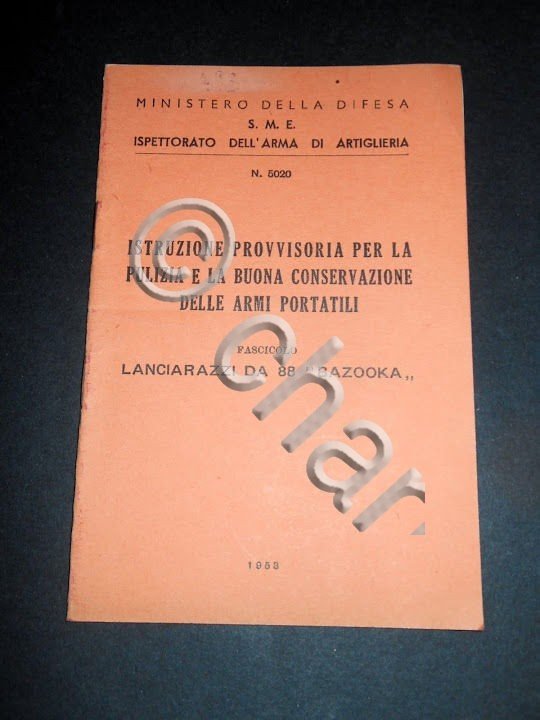 MINISTERO DELLA DIFESA
S. M. E.
ISPETTORATO DELL'ARMA DI ARTIGLIERIA
N. 5020
ISTRUZIONE PROVVISORIA PER LA
PULIZIA E LA BUONA CONSERVAZIONE
DELLE ARMI PORTATILI
FASCICOLO
LANCIARAZZI DA 88 "BAZOOKA„
1953
© char